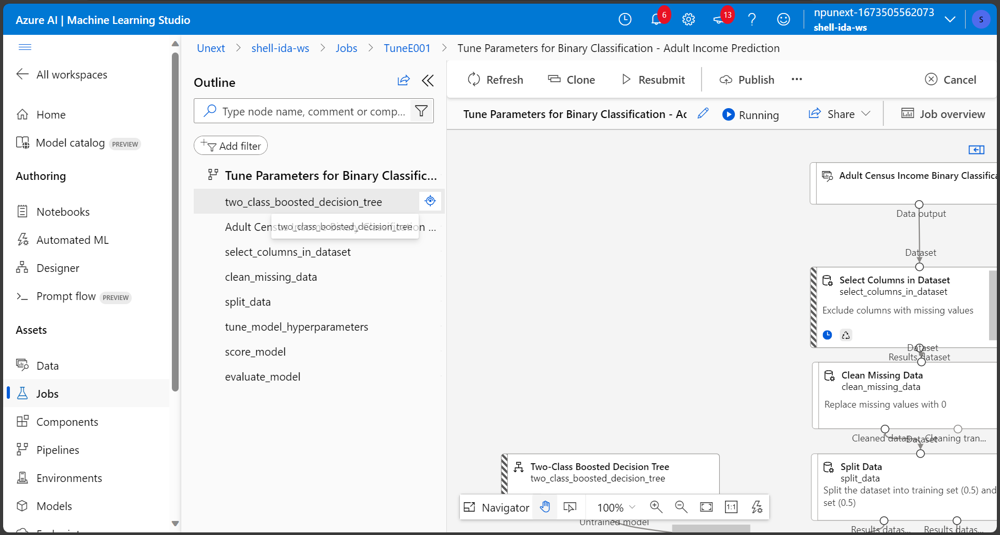 Azure AI | Machine Learning Studio
6
13
npunext-1673505562073
shell-ida-ws
S
All workspaces
Home
Model catalog PREVIEW
Authoring
Notebooks
Automated ML
Designer
Prompt flow PREVIEW
Assets
Data
Jobs
Components
Pipelines
Environments
Models
Unext > shell-ida-ws > Jobs > TuneE001 > Tune Parameters for Binary Classification - Adult Income Prediction
Outline
Type node name, comment or comp...
Add filter
Tune Parameters for Binary Classific...
two_class_boosted_decision_tree
Adult Census Income Binary Classification ...
two_class_boosted_decision_tree
select_columns_in_dataset
clean_missing_data
split_data
tune_model_hyperparameters
score_model
evaluate_model
Refresh
Clone
Resubmit
Publish
Cancel
Tune Parameters for Binary Classification - Ac
Running
Share
Job overview
Adult Census Income Binary Classifica
Data output
Dataset
Select Columns in Dataset
select_columns_in_dataset
Exclude columns with missing values
Dataset
Results dataset
Clean Missing Data
clean_missing_data
Replace missing values with 0
Cleaned datas
Dataset
Cleaning tran...
Split Data
split_data
Split the dataset into training set (0.5) and
set (0.5)
Results datas...
Results datas...
Two-Class Boosted Decision Tree
two_class_boosted_decision_tree
Navigator
100%
1:1
Untrained model